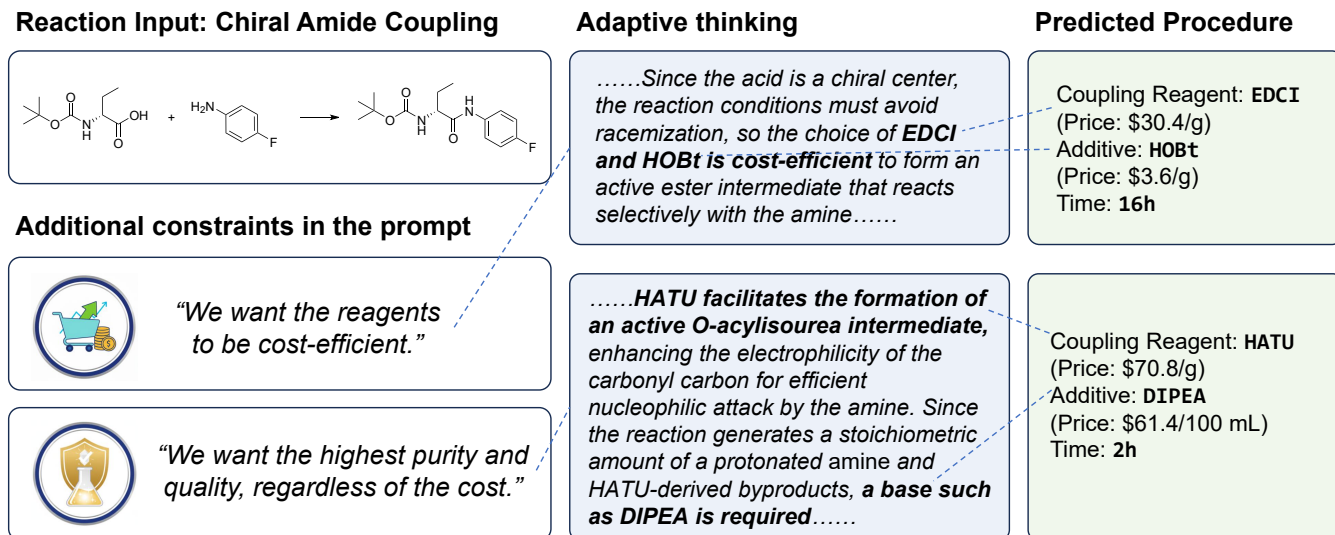 Reaction Input: Chiral Amide Coupling
O
O
N
H
OH
O
+
H₂N
F
O
O
N
H
H
N
O
F
Additional constraints in the prompt
“We want the reagents
to be cost-efficient.”
$
“We want the highest purity and
quality, regardless of the cost.”
Adaptive thinking
……Since the acid is a chiral center,
the reaction conditions must avoid
racemization, so the choice of EDCI
and HOBt is cost-efficient to form an
active ester intermediate that reacts
selectively with the amine……
……HATU facilitates the formation of
an active O-acylisourea intermediate,
enhancing the electrophilicity of the
carbonyl carbon for efficient
nucleophilic attack by the amine. Since
the reaction generates a stoichiometric
amount of a protonated amine and
HATU-derived byproducts, a base such
as DIPEA is required……
Predicted Procedure
Coupling Reagent: EDCI
(Price: $30.4/g)
Additive: HOBt
(Price: $3.6/g)
Time: 16h
Coupling Reagent: HATU
(Price: $70.8/g)
Additive: DIPEA
(Price: $61.4/100 mL)
Time: 2h